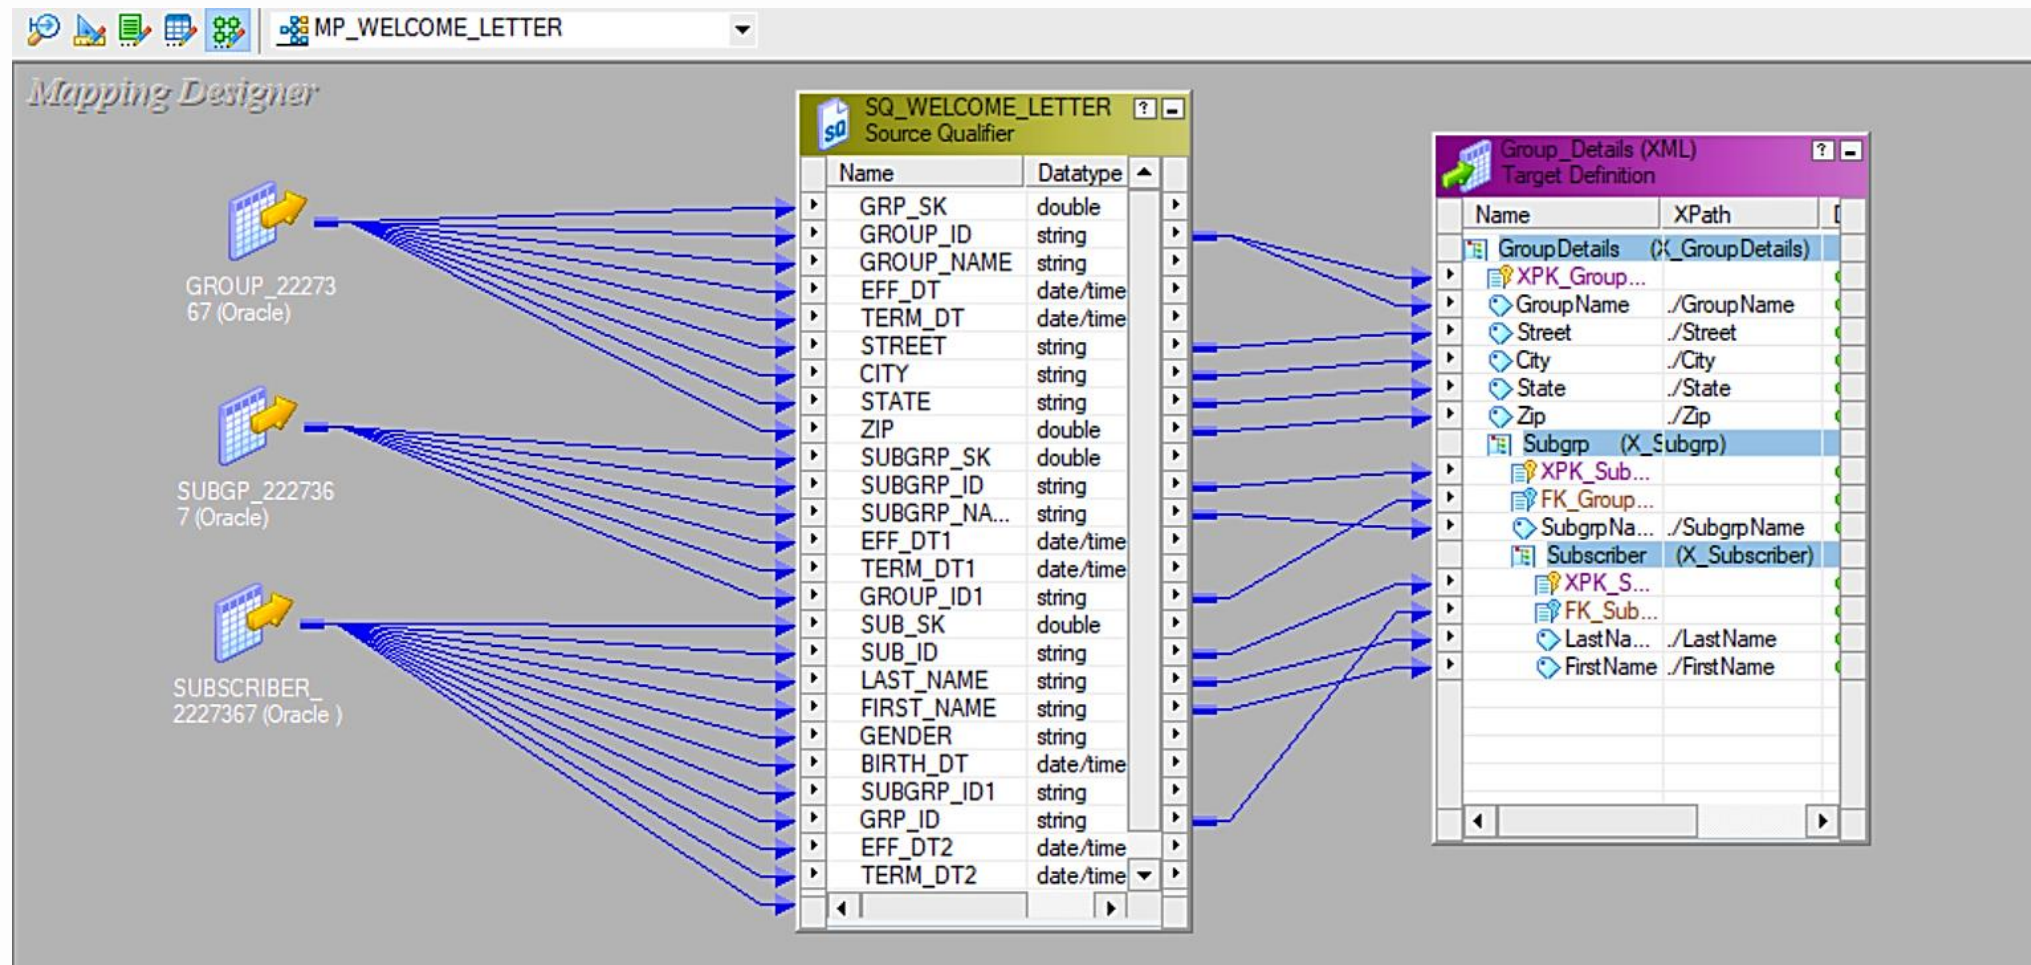 MP_WELCOME_LETTER
Mapping Designer
GROUP_22273
67 (Oracle)
SUBGP_222736
7 (Oracle)
SUBSCRIBER_
2227367 (Oracle )
SQ_WELCOME_LETTER
Source Qualifier
SQ
Name Datatype
GRP_SK double
GROUP_ID string
GROUP_NAME string
EFF_DT date/time
TERM_DT date/time
STREET string
CITY string
STATE string
ZIP double
SUBGRP_SK double
SUBGRP_ID string
SUBGRP_NA... string
EFF_DT1 date/time
TERM_DT1 date/time
GROUP_ID1 string
SUB_SK double
SUB_ID string
LAST_NAME string
FIRST_NAME string
GENDER string
BIRTH_DT date/time
SUBGRP_ID1 string
GRP_ID string
EFF_DT2 date/time
TERM_DT2 date/time
Group_Details (XML)
Target Definition
Name XPath
GroupDetails (X_GroupDetails)
XPK_Group...
GroupName ./GroupName
Street ./Street
City ./City
State ./State
Zip ./Zip
Subgrp (X_Subgrp)
XPK_Sub...
FK_Group...
SubgrpNa... ./SubgrpName
Subscriber (X_Subscriber)
XPK_S...
FK_Sub...
LastNa... ./LastName
FirstName ./FirstName